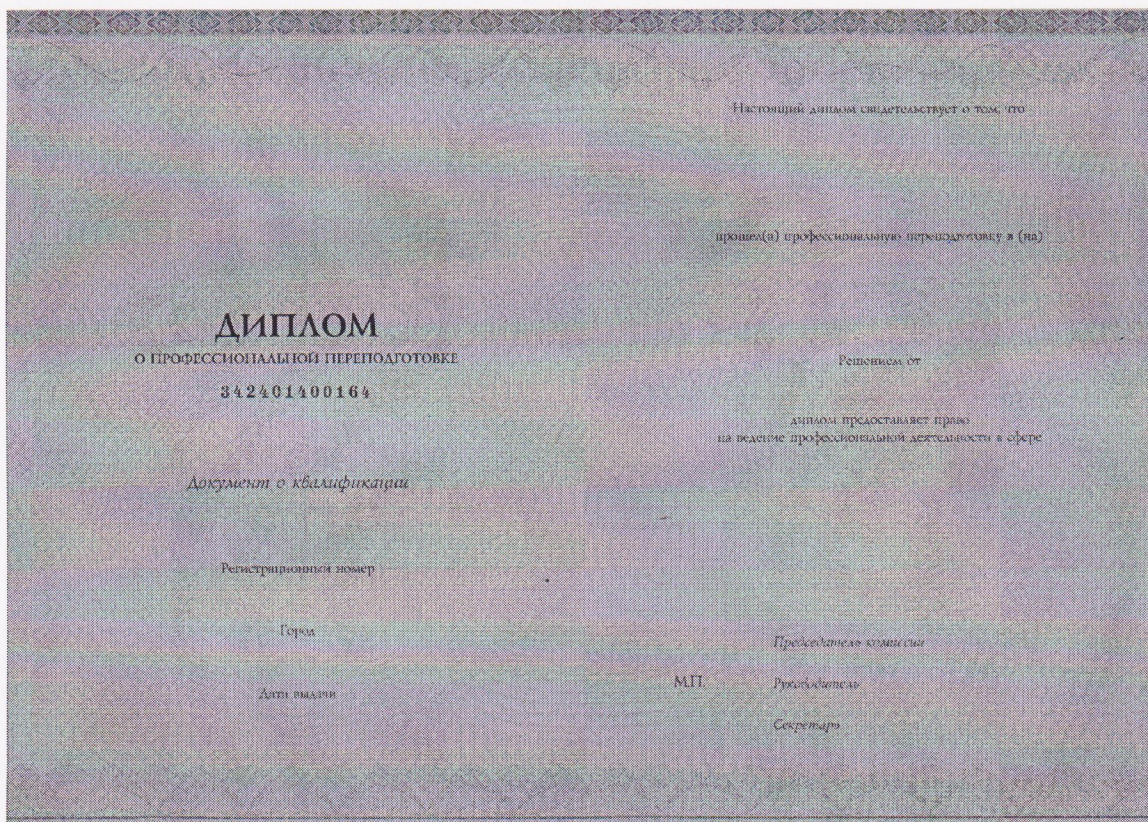 ДИПЛОМ
О ПРОФЕССИОНАЛЬНОЙ ПЕРЕПОДГОТОВКЕ
342401400164
Документ о квалификации
Регистрационный номер
Город
Дата выдачи
Настоящий диплом свидетельствует о том, что
прошел(а) профессиональную переподготовку в (на)
Решением от
диплом предоставляет право
на ведение профессиональной деятельности в сфере
Председатель комиссии
М.П. Руководитель
Секретарь